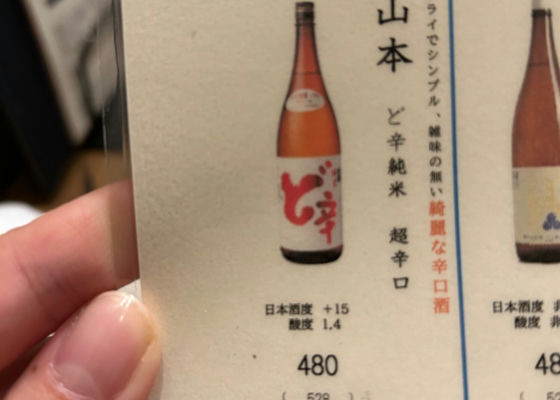 ライでシンプル、雑味の無い綺麗な辛口酒
山本 ど辛純米 超辛口
ど辛
日本酒度 +15
酸度 1.4
480
( 528 )
日本酒度
酸度
48